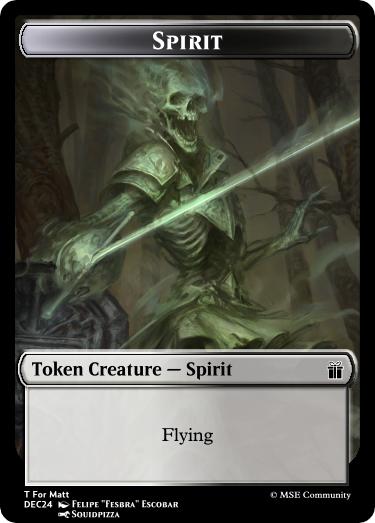 Spirit
Token Creature — Spirit
Flying
T For Matt
DEC24 Felipe "Fesbra" Escobar
Squidpizza
© MSE Community